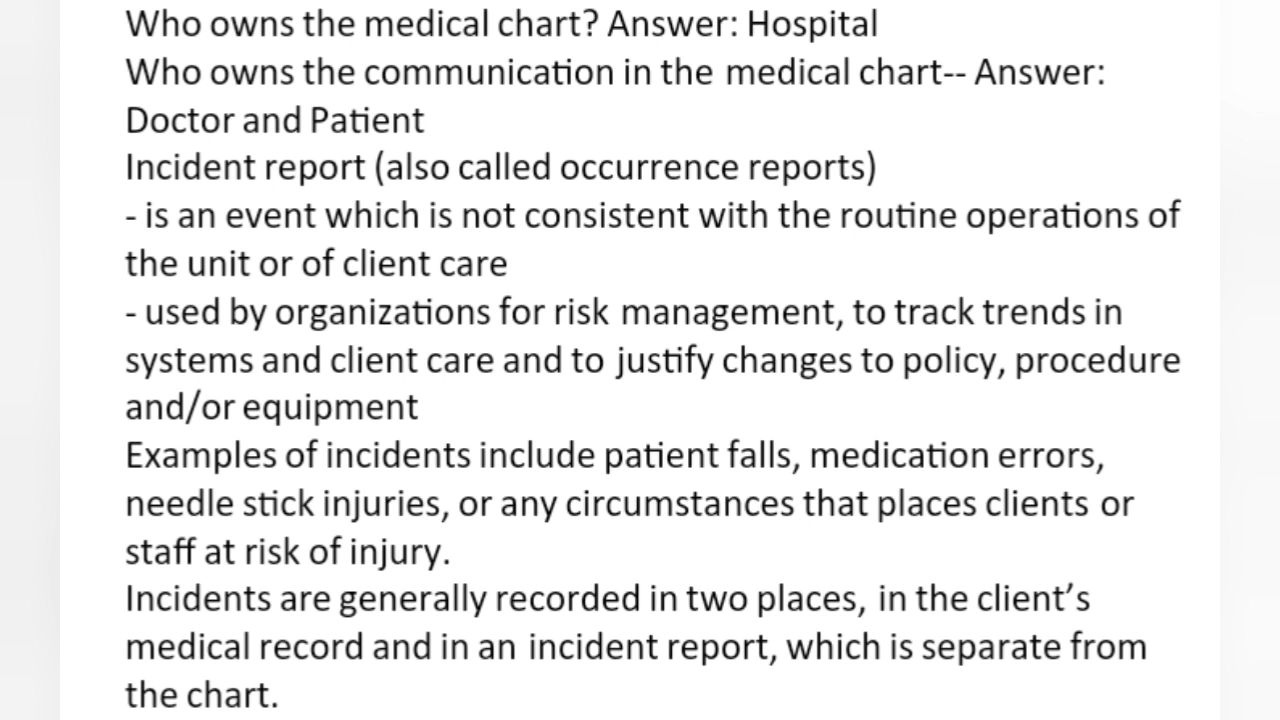 Who owns the medical chart? Answer: Hospital
Who owns the communication in the medical chart-- Answer:
Doctor and Patient
Incident report (also called occurrence reports)
- is an event which is not consistent with the routine operations of
the unit or of client care
- used by organizations for risk management, to track trends in
systems and client care and to justify changes to policy, procedure
and/or equipment
Examples of incidents include patient falls, medication errors,
needle stick injuries, or any circumstances that places clients or
staff at risk of injury.
Incidents are generally recorded in two places, in the client’s
medical record and in an incident report, which is separate from
the chart.